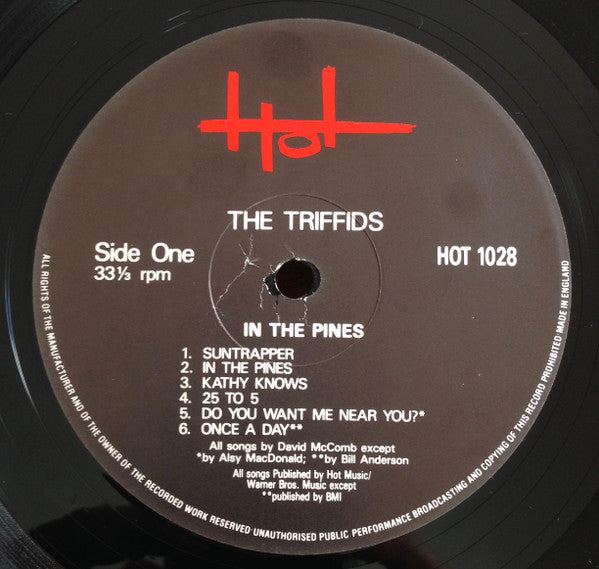 Hot
THE TRIFFIDS
Side One
33⅓ rpm
HOT 1028
IN THE PINES
1. SUNTRAPPER
2. IN THE PINES
3. KATHY KNOWS
4. 25 TO 5
5. DO YOU WANT ME NEAR YOU?*
6. ONCE A DAY**
All songs by David McComb except
*by Alsy MacDonald; **by Bill Anderson
All songs Published by Hot Music/
Warner Bros. Music except
**published by BMI
ALL RIGHTS OF THE MANUFACTURER AND OF THE OWNER OF THE RECORDED WORK RESERVED UNAUTHORISED PUBLIC PERFORMANCE BROADCASTING AND COPYING OF THIS RECORD PROHIBITED MADE IN ENGLAND